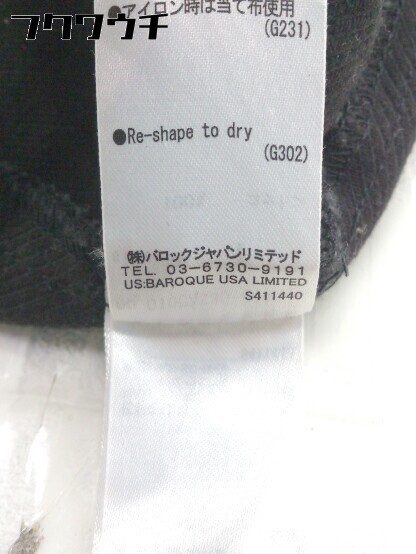 フクウクウチ
●アイロン時は当て布使用
(G231)
●Re-shape to dry
(G302)
㈱バロックジャパンリミテッド
TEL. 03-6730-9191
US:BAROQUE USA LIMITED
S411440